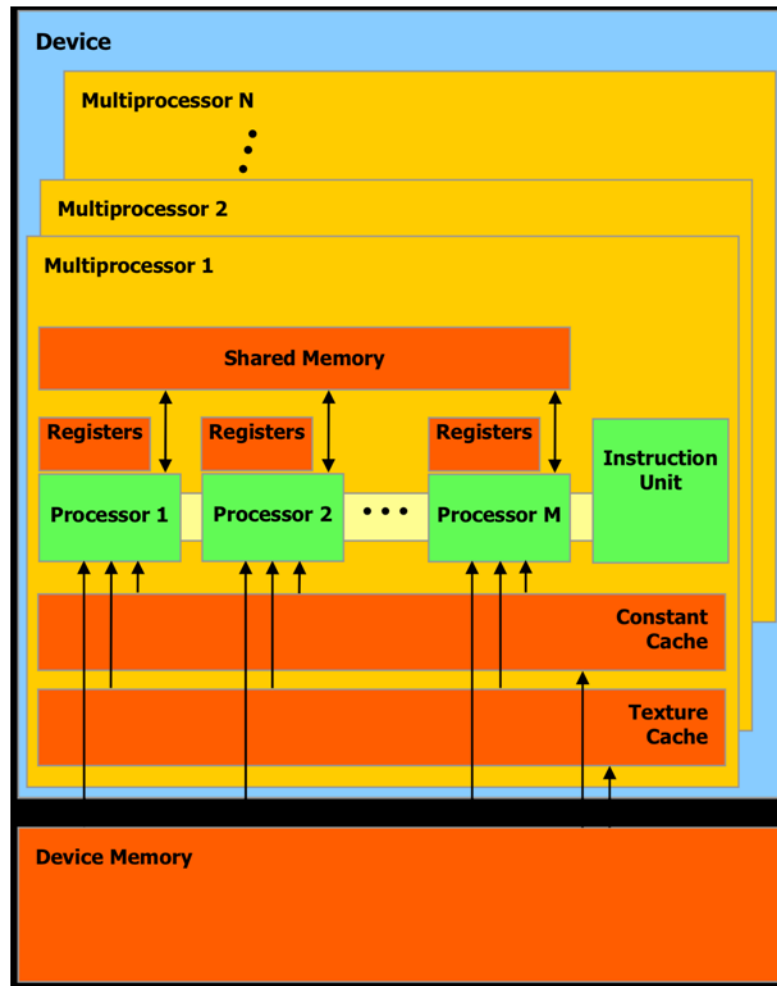 Device
Multiprocessor N
Multiprocessor 2
Multiprocessor 1
Shared Memory
Registers
Registers
Registers
Instruction
Unit
Processor 1
Processor 2
Processor M
Constant
Cache
Texture
Cache
Device Memory